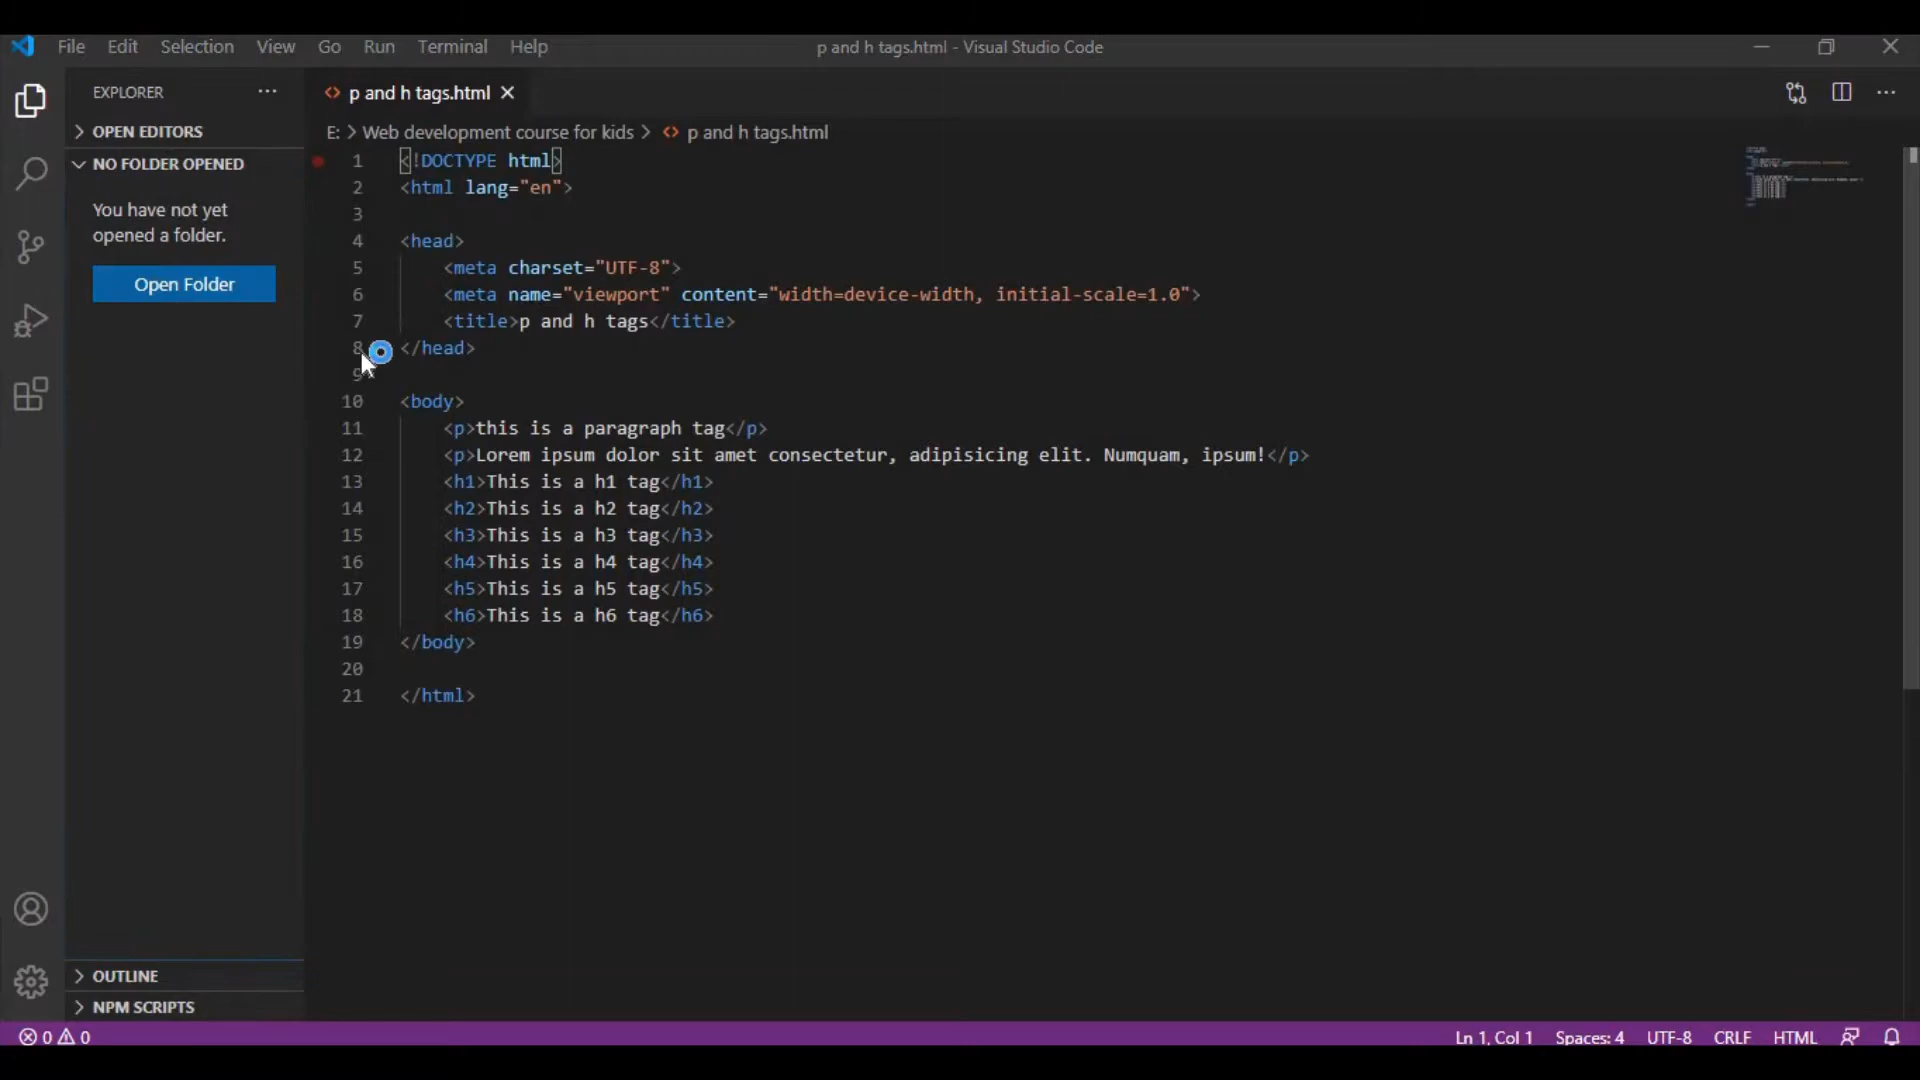 File Edit Selection View Go Run Terminal Help
p and h tags.html - Visual Studio Code
EXPLORER
OPEN EDITORS
NO FOLDER OPENED
You have not yet
opened a folder.
Open Folder
OUTLINE
NPM SCRIPTS
p and h tags.html
E: > Web development course for kids > p and h tags.html
1 <!DOCTYPE html>
2 <html lang="en">
3
4 <head>
5 <meta charset="UTF-8">
6 <meta name="viewport" content="width=device-width, initial-scale=1.0">
7 <title>p and h tags</title>
8 </head>
9
10 <body>
11 <p>this is a paragraph tag</p>
12 <p>Lorem ipsum dolor sit amet consectetur, adipisicing elit. Numquam, ipsum!</p>
13 <h1>This is a h1 tag</h1>
14 <h2>This is a h2 tag</h2>
15 <h3>This is a h3 tag</h3>
16 <h4>This is a h4 tag</h4>
17 <h5>This is a h5 tag</h5>
18 <h6>This is a h6 tag</h6>
19 </body>
20
21 </html>
0 0
Ln 1, Col 1 Spaces: 4 UTF-8 CRLF HTML